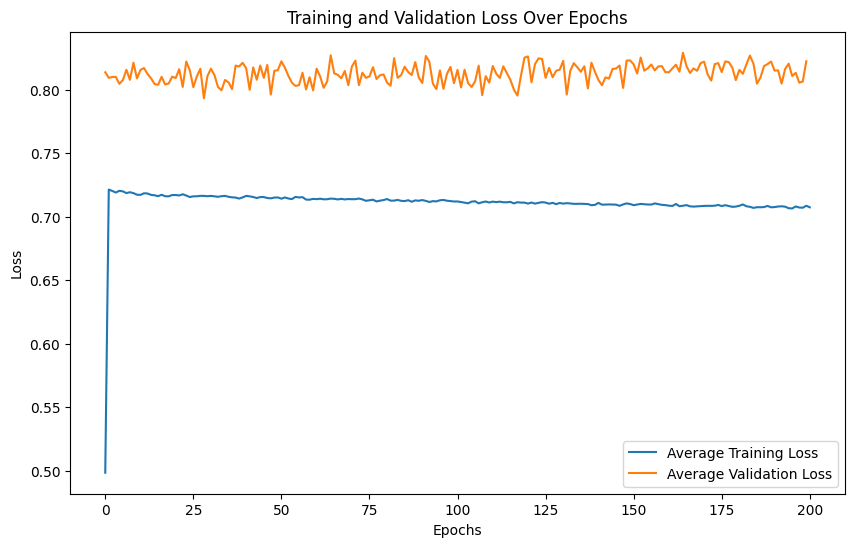 Training and Validation Loss Over Epochs
Loss
0.80
0.75
0.70
0.65
0.60
0.55
0.50
Average Training Loss
Average Validation Loss
0 25 50 75 100 125 150 175 200
Epochs